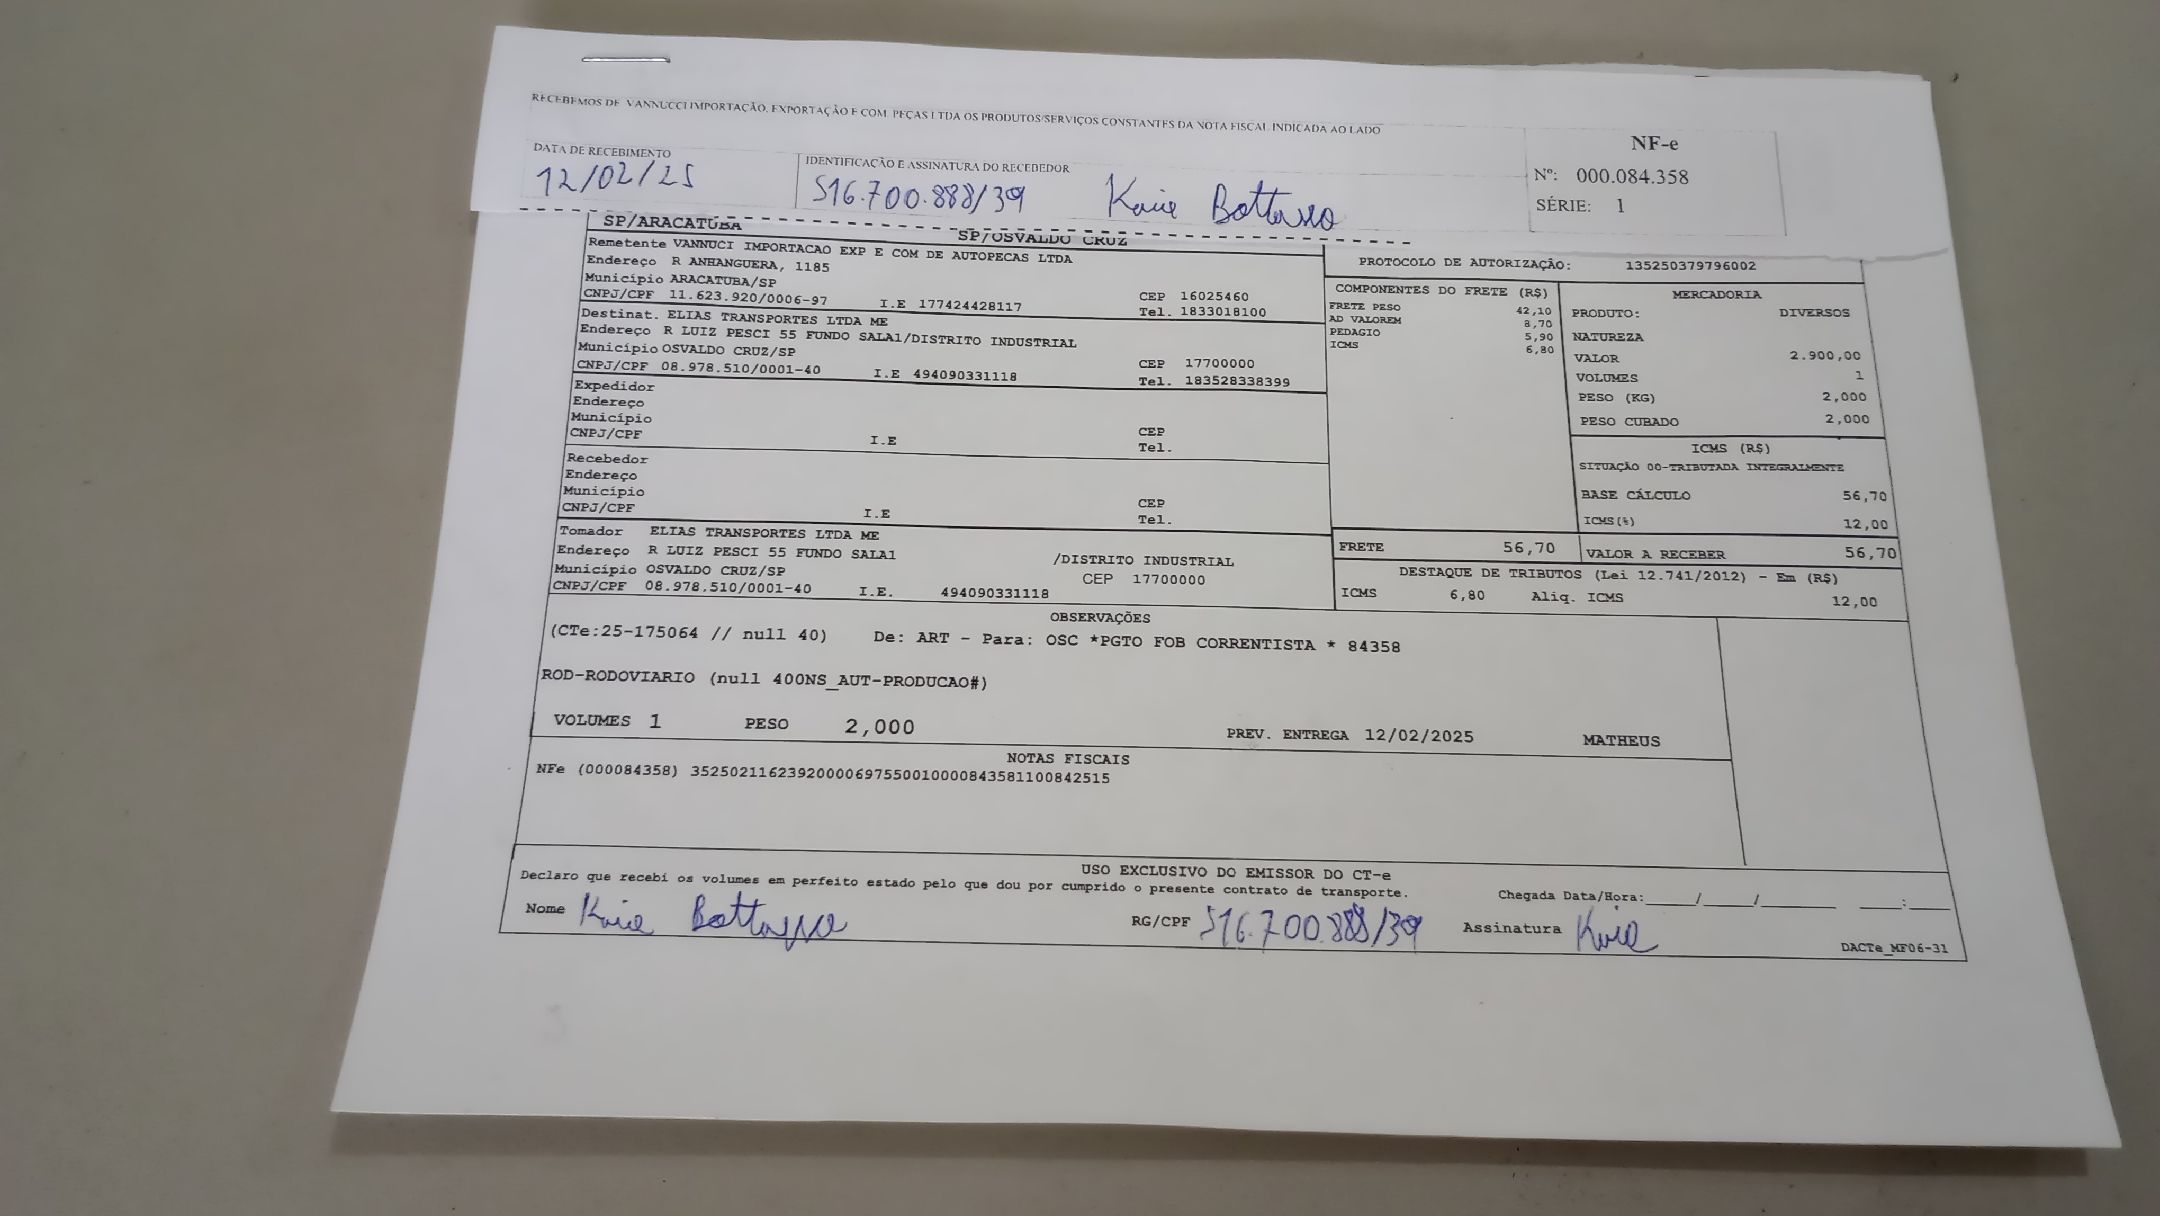 RECEBEMOS DE VANNUCCI IMPORTAÇÃO, EXPORTAÇÃO E COM. PEÇAS LTDA OS PRODUTOS/SERVIÇOS CONSTANTES DA NOTA FISCAL INDICADA AO LADO
NF-e
DATA DE RECEBIMENTO
IDENTIFICAÇÃO E ASSINATURA DO RECEBEDOR
Nº: 000.084.358
12/02/25
516.700.888/39
SÉRIE: 1
SP/ARACATUBA
SP/OSVALDO CRUZ
Remetente VANNUCI IMPORTACAO EXP E COM DE AUTOPECAS LTDA
Endereço R ANHANGUERA, 1185
Município ARACATUBA/SP
CEP 16025460
CNPJ/CPF 11.623.920/0006-97 I.E 177424428117
Tel. 1833018100
Destinat. ELIAS TRANSPORTES LTDA ME
Endereço R LUIZ PESCI 55 FUNDO SALA1/DISTRITO INDUSTRIAL
Município OSVALDO CRUZ/SP
CEP 17700000
CNPJ/CPF 08.978.510/0001-40 I.E 494090331118
Tel. 183528338399
Expedidor
Endereço
Município
CEP
CNPJ/CPF I.E
Tel.
Recebedor
Endereço
Município
CEP
CNPJ/CPF I.E
Tel.
Tomador ELIAS TRANSPORTES LTDA ME
Endereço R LUIZ PESCI 55 FUNDO SALA1 /DISTRITO INDUSTRIAL
Município OSVALDO CRUZ/SP CEP 17700000
CNPJ/CPF 08.978.510/0001-40 I.E. 494090331118
PROTOCOLO DE AUTORIZAÇÃO: 135250379796002
COMPONENTES DO FRETE (R$)
FRETE PESO 42,10
AD VALOREM 8,70
PEDAGIO 5,90
ICMS 6,80
MERCADORIA
PRODUTO: DIVERSOS
NATUREZA
VALOR 2.900,00
VOLUMES 1
PESO (KG) 2,000
PESO CUBADO 2,000
ICMS (R$)
SITUAÇÃO 00-TRIBUTADA INTEGRALMENTE
BASE CÁLCULO 56,70
ICMS(%) 12,00
FRETE 56,70 VALOR A RECEBER 56,70
DESTAQUE DE TRIBUTOS (Lei 12.741/2012) - Em (R$)
ICMS 6,80 Aliq. ICMS 12,00
OBSERVAÇÕES
(CTe:25-175064 // null 40) De: ART - Para: OSC *PGTO FOB CORRENTISTA * 84358
ROD-RODOVIARIO (null 400NS_AUT-PRODUCAO#)
VOLUMES 1 PESO 2,000 PREV. ENTREGA 12/02/2025 MATHEUS
NOTAS FISCAIS
NFe (000084358) 35250211623920000697550010000843581100842515
USO EXCLUSIVO DO EMISSOR DO CT-e
Declaro que recebi os volumes em perfeito estado pelo que dou por cumprido o presente contrato de transporte.
Chegada Data/Hora:_____/_____/_______ ____:____
Nome
RG/CPF 516.700.888/39
Assinatura
DACTe_MF06-31